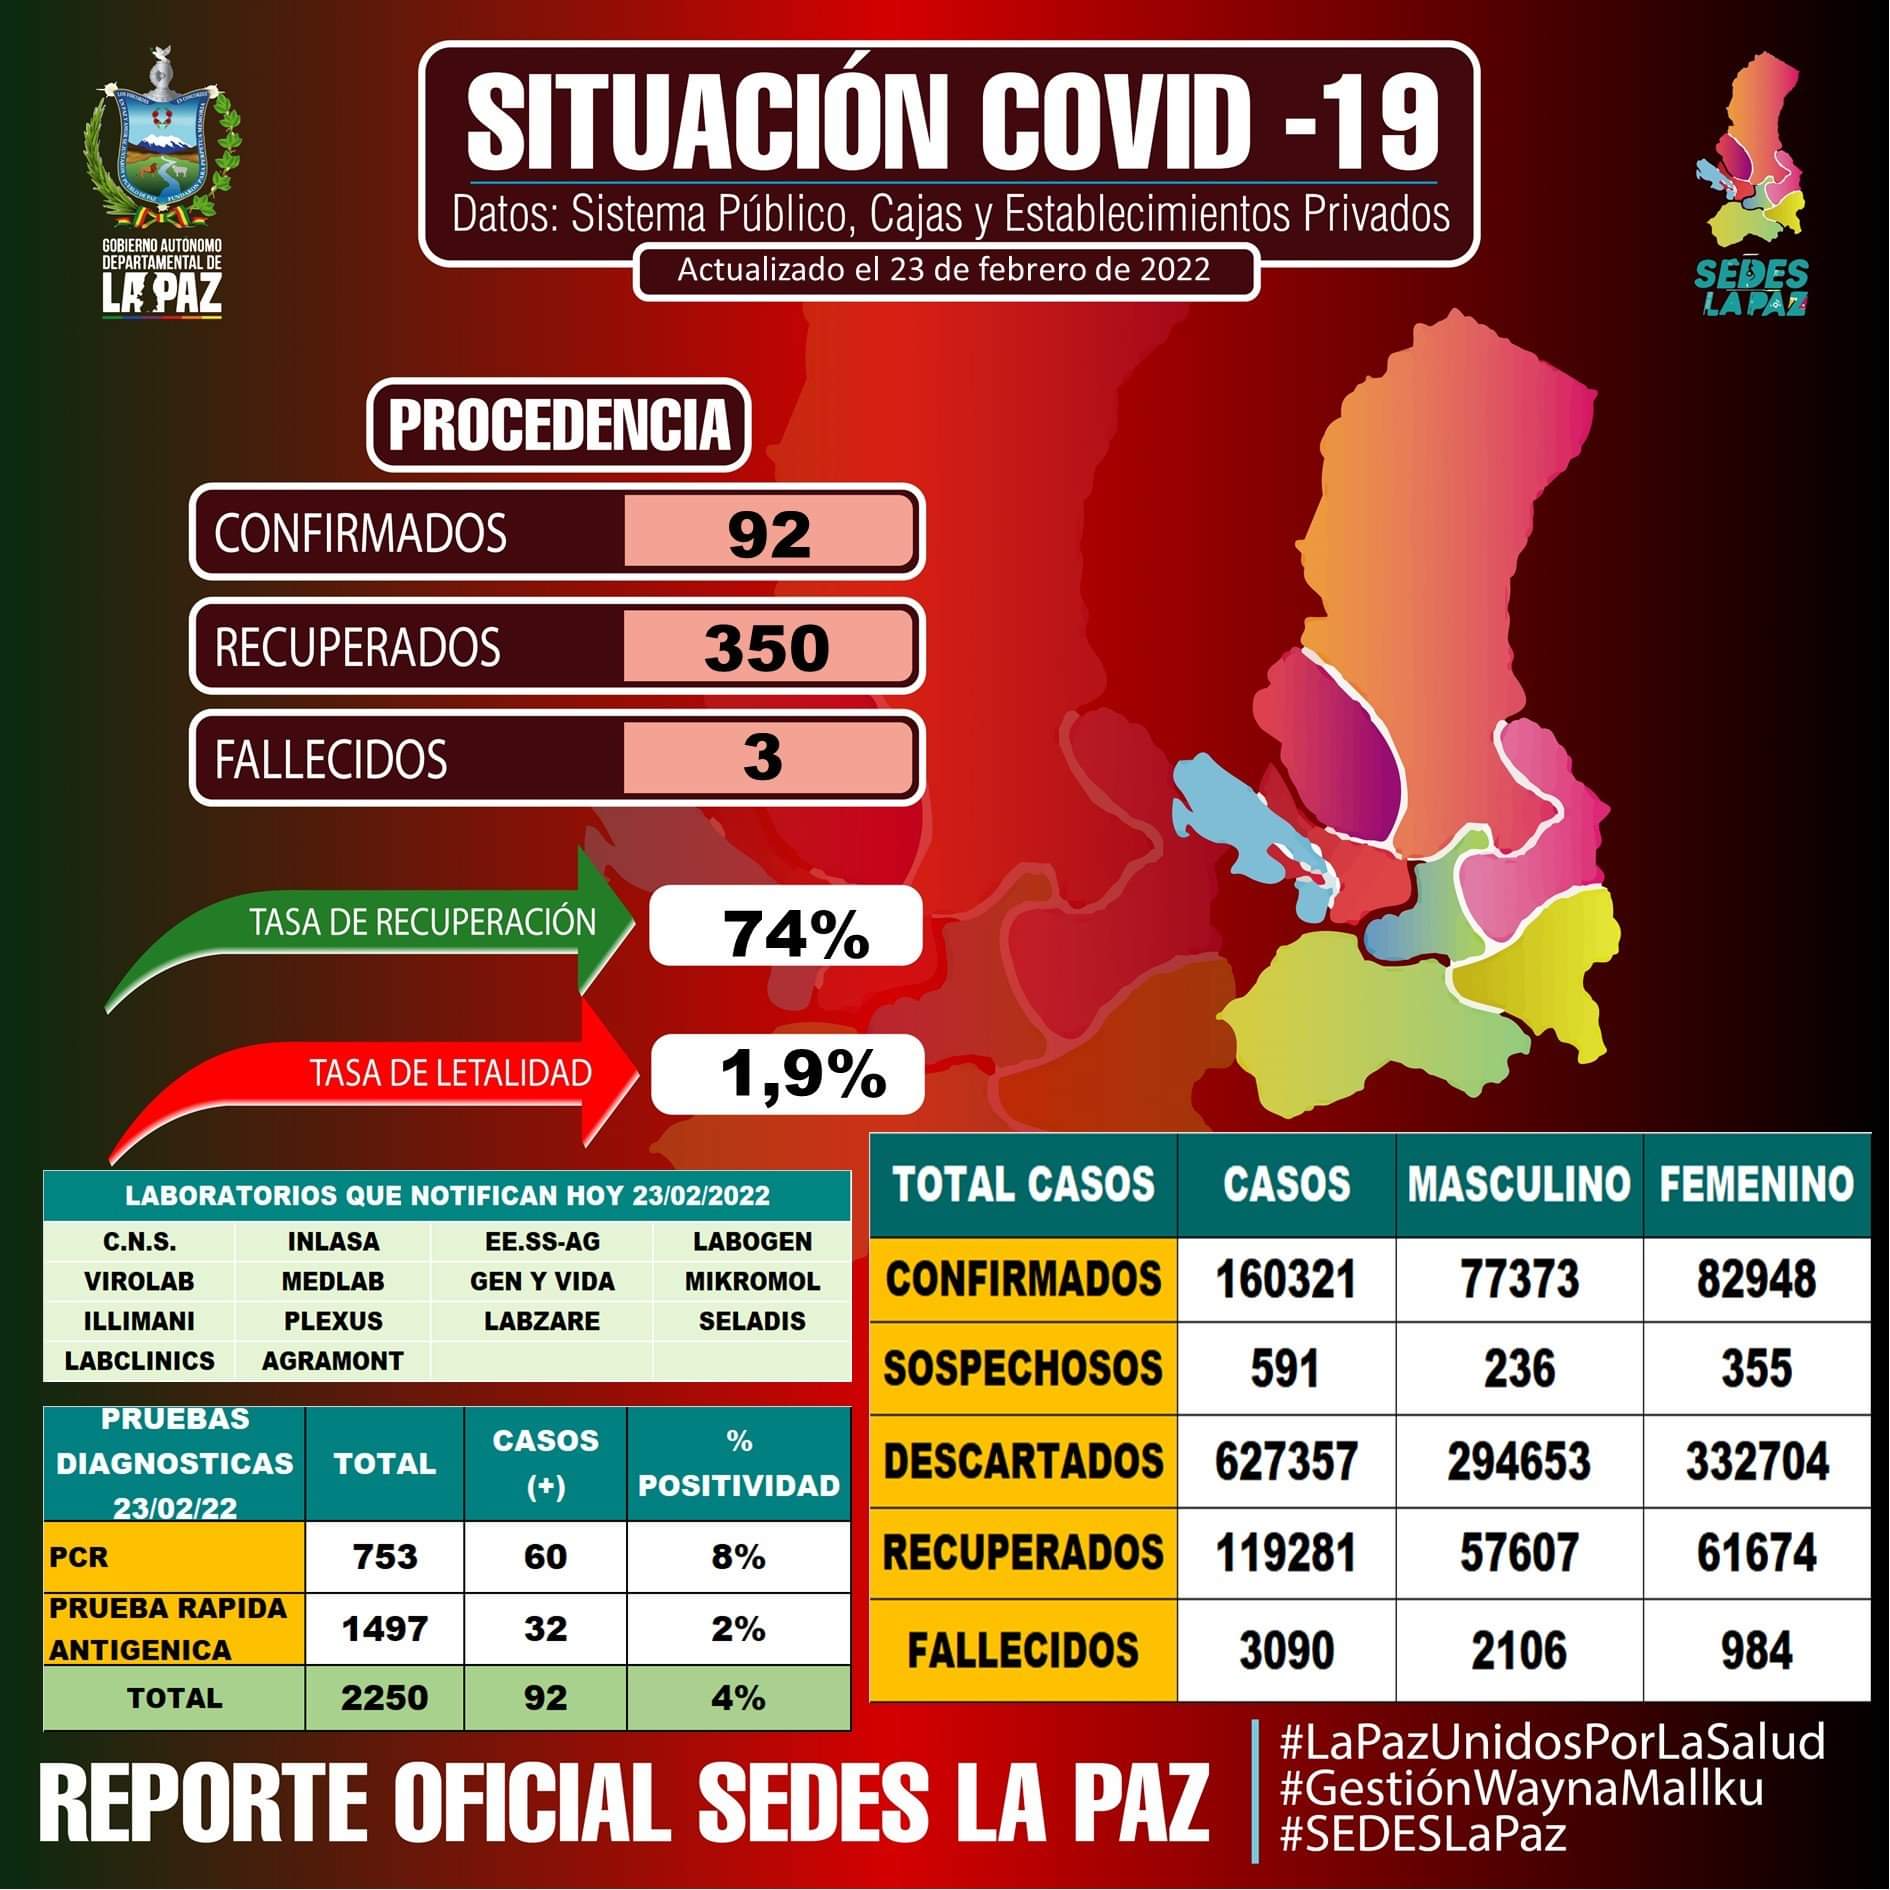 SITUACIÓN COVID -19
Datos: Sistema Público, Cajas y Establecimientos Privados
Actualizado el 23 de febrero de 2022
GOBIERNO AUTÓNOMO
DEPARTAMENTAL DE
LA PAZ
SEDES
LA PAZ
PROCEDENCIA
CONFIRMADOS 92
RECUPERADOS 350
FALLECIDOS 3
TASA DE RECUPERACIÓN 74%
TASA DE LETALIDAD 1,9%
LABORATORIOS QUE NOTIFICAN HOY 23/02/2022
C.N.S. INLASA EE.SS-AG LABOGEN
VIROLAB MEDLAB GEN Y VIDA MIKROMOL
ILLIMANI PLEXUS LABZARE SELADIS
LABCLINICS AGRAMONT
PRUEBAS
DIAGNOSTICAS
23/02/22
TOTAL
CASOS
(+)
%
POSITIVIDAD
PCR 753 60 8%
PRUEBA RAPIDA
ANTIGENICA
1497 32 2%
TOTAL 2250 92 4%
TOTAL CASOS CASOS MASCULINO FEMENINO
CONFIRMADOS 160321 77373 82948
SOSPECHOSOS 591 236 355
DESCARTADOS 627357 294653 332704
RECUPERADOS 119281 57607 61674
FALLECIDOS 3090 2106 984
REPORTE OFICIAL SEDES LA PAZ
#LaPazUnidosPorLaSalud
#GestiónWaynaMallku
#SEDESLaPaz